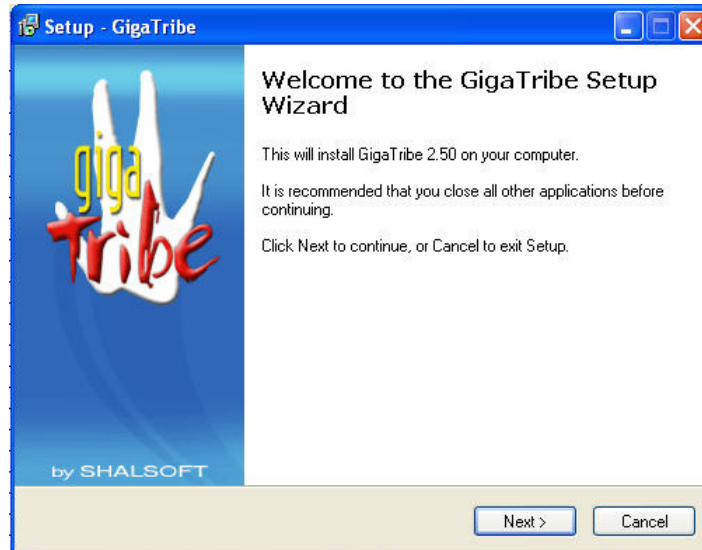 Setup - GigaTribe
giga
Tribe
by SHALSOFT
Welcome to the GigaTribe Setup
Wizard
This will install GigaTribe 2.50 on your computer.
It is recommended that you close all other applications before
continuing.
Click Next to continue, or Cancel to exit Setup.
Next >
Cancel